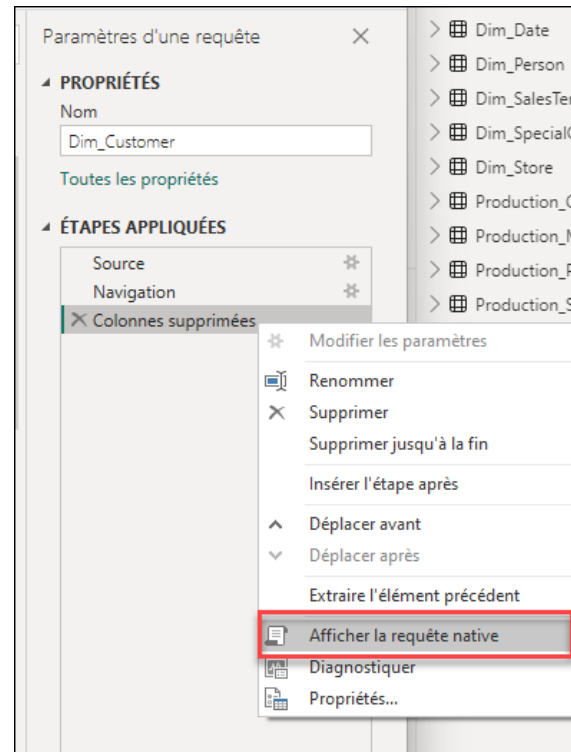 Paramètres d'une requête
PROPRIÉTÉS
Nom
Dim_Customer
Toutes les propriétés
ÉTAPES APPLIQUÉES
Source
Navigation
Colonnes supprimées
Modifier les paramètres
Renommer
Supprimer
Supprimer jusqu'à la fin
Insérer l'étape après
Déplacer avant
Déplacer après
Extraire l'élément précédent
Afficher la requête native
Diagnostiquer
Propriétés...
Dim_Date
Dim_Person
Dim_SalesTer
Dim_Special
Dim_Store
Production_
Production_
Production_
Production_S